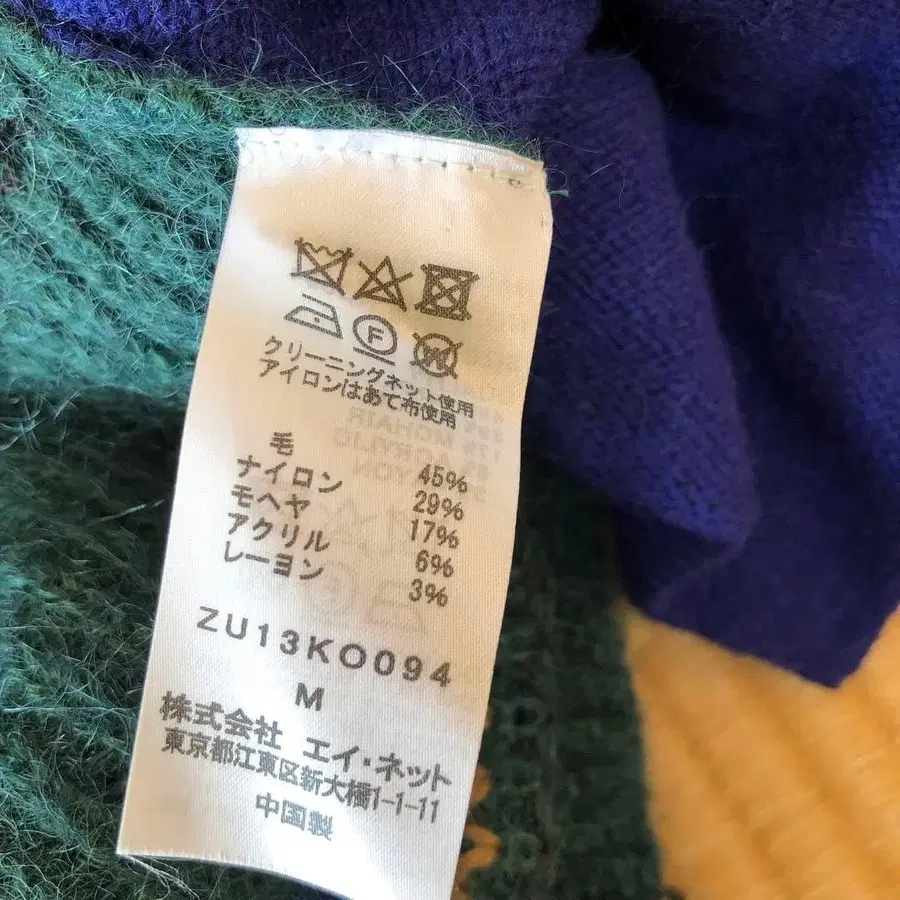 F W
クリーニングネット使用
アイロンはあて布使用
毛 45%
ナイロン 29%
モヘヤ 17%
アクリル 6%
レーヨン 3%
ZU13KO094
M
株式会社 エイ・ネット
東京都江東区新大橋1-1-11
中国製